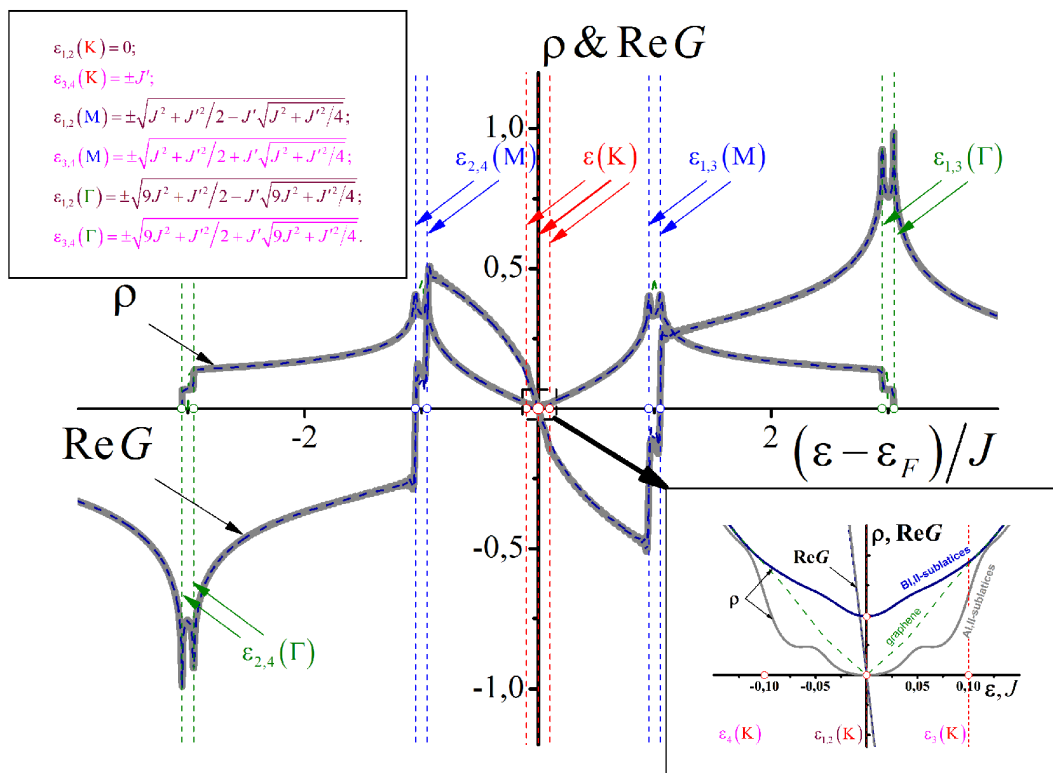 ε₁,₂(K) = 0;
ε₃,₄(K) = ±J′;
ε₁,₂(M) = ±√(J² + J′²/2 − J′√(J² + J′²/4));
ε₃,₄(M) = ±√(J² + J′²/2 + J′√(J² + J′²/4));
ε₁,₂(Γ) = ±√(9J² + J′²/2 − J′√(9J² + J′²/4));
ε₃,₄(Γ) = ±√(9J² + J′²/2 + J′√(9J² + J′²/4)).
ρ & ReG
1,0
ε₂,₄(M)
ε(K)
ε₁,₃(M)
ε₁,₃(Γ)
0,5
ρ
-2
2
ReG
(ε − ε_F)/J
-0,5
ε₂,₄(Γ)
-1,0
ρ, ReG
ReG
BI,II-sublatices
ρ
graphene
AI,II-sublatices
-0,10
-0,05
0,05
0,10
ε, J
ε₄(K)
ε₁,₂(K)
ε₃(K)